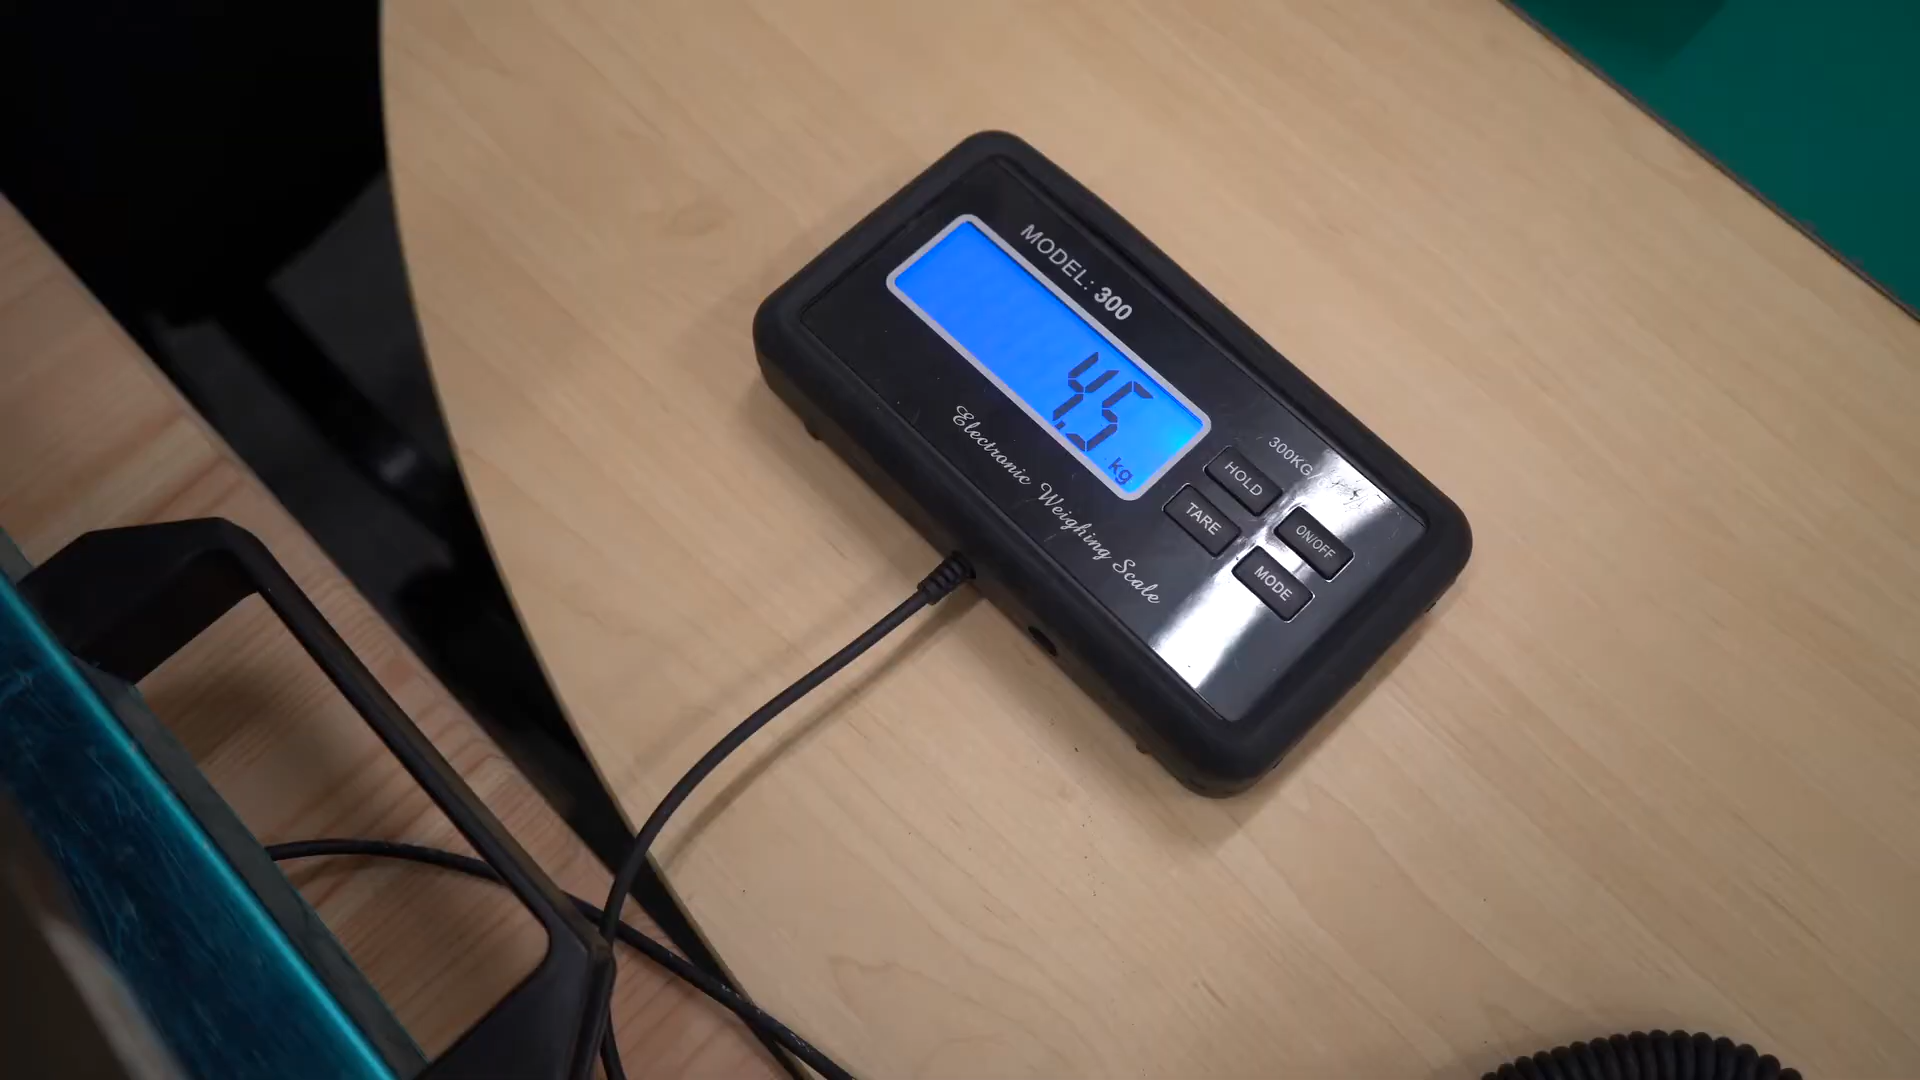 MODEL: 300
4.5 kg
Electronic Weighing Scale
300KG/
HOLD
TARE
ON/OFF
MODE